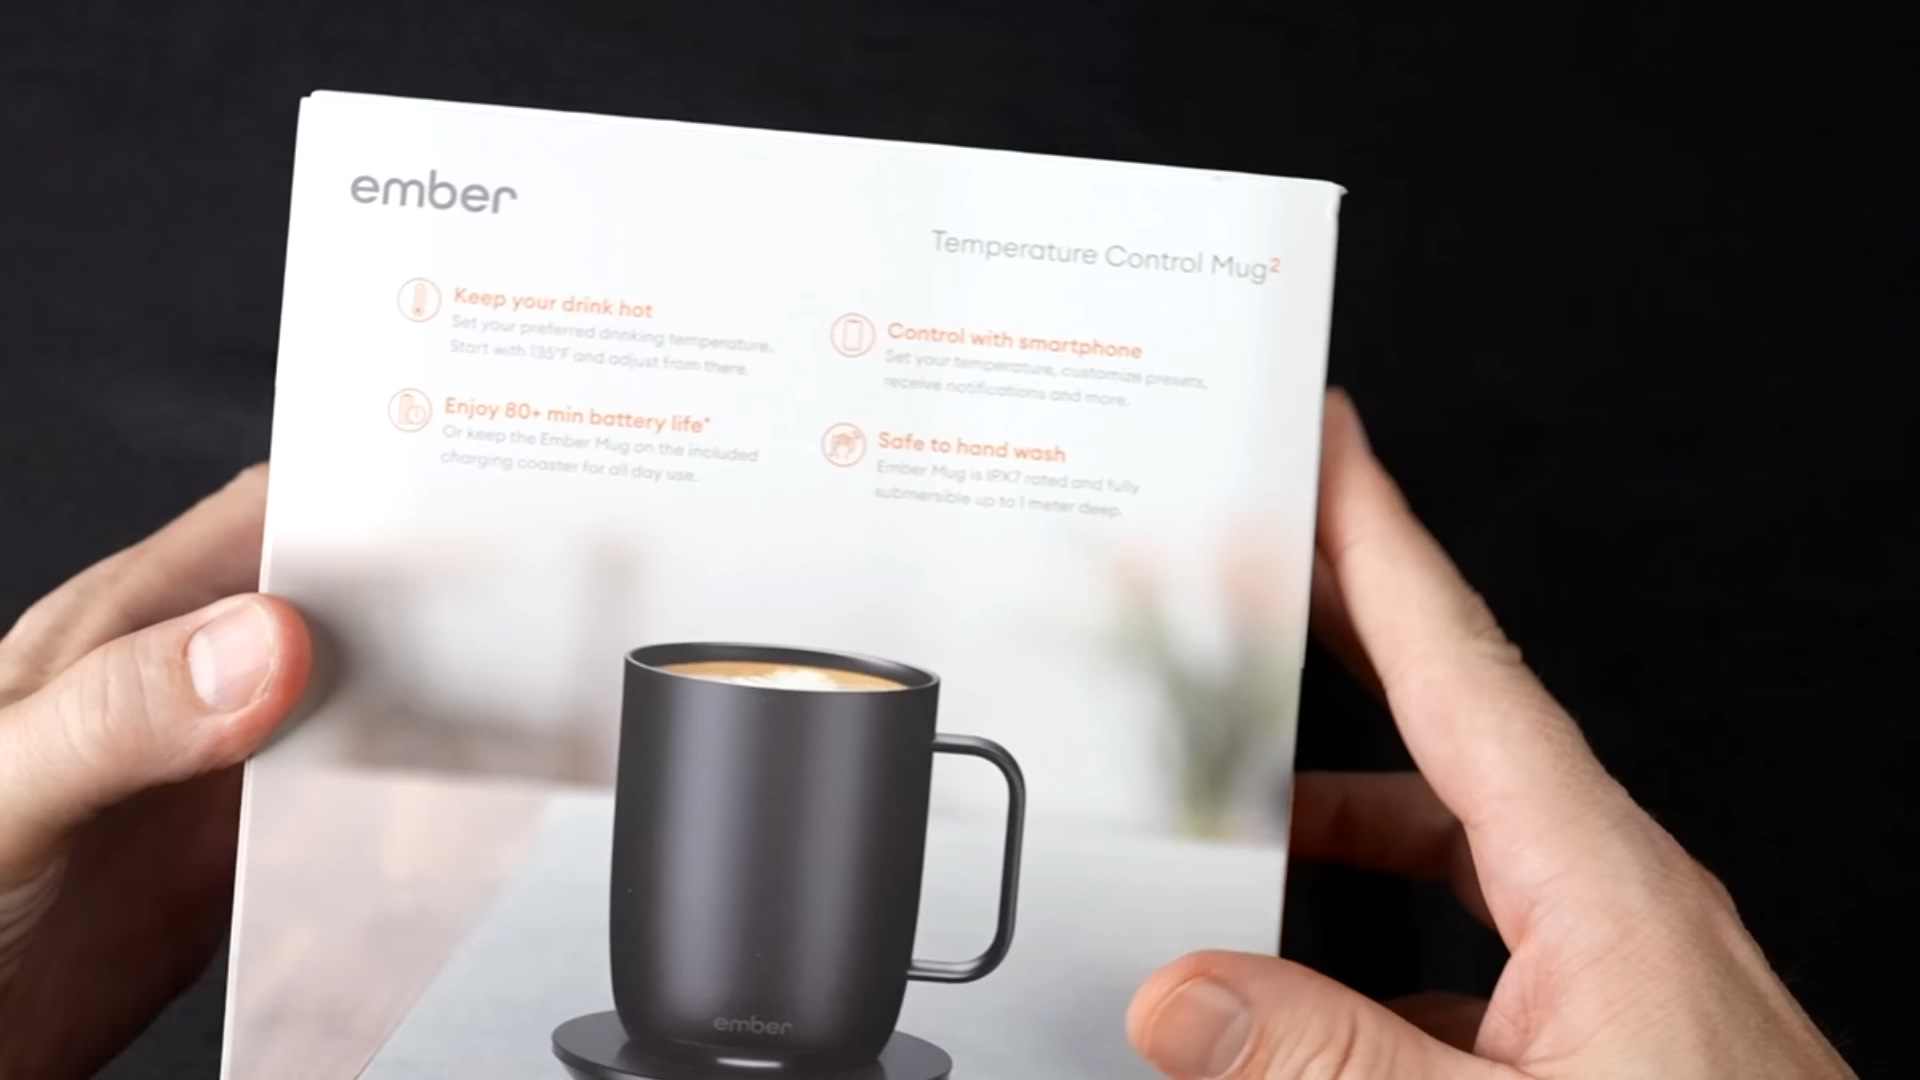 ember
Temperature Control Mug²
Keep your drink hot
Set your preferred drinking temperature.
Start with 135°F and adjust from there.
Control with smartphone
Set your temperature, customize presets,
receive notifications and more.
Enjoy 80+ min battery life*
Or keep the Ember Mug on the included
charging coaster for all day use.
Safe to hand wash
Ember Mug is IPX7 rated and fully
submersible up to 1 meter deep.
ember